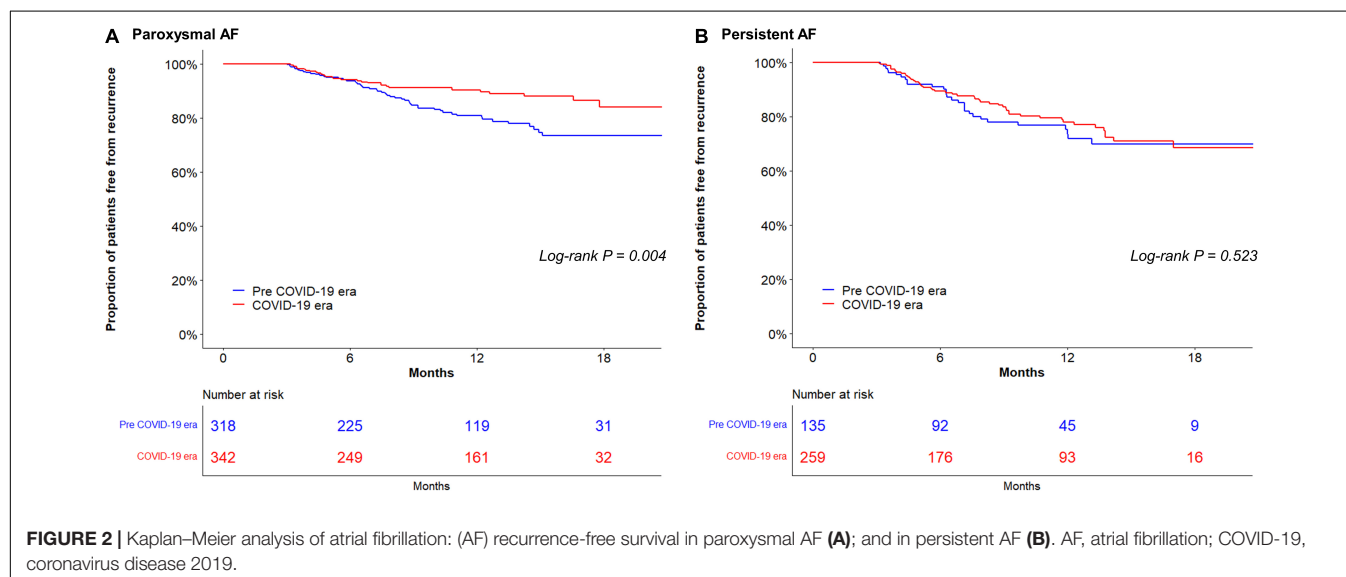 A Paroxysmal AF
Proportion of patients free from recurrence
100%
80%
60%
40%
20%
0%
Log-rank P = 0.004
Pre COVID-19 era
COVID-19 era
0 6 12 18
Months
Number at risk
Pre COVID-19 era 318 225 119 31
COVID-19 era 342 249 161 32
Months
B Persistent AF
Proportion of patients free from recurrence
100%
80%
60%
40%
20%
0%
Log-rank P = 0.523
Pre COVID-19 era
COVID-19 era
0 6 12 18
Months
Number at risk
Pre COVID-19 era 135 92 45 9
COVID-19 era 259 176 93 16
Months
FIGURE 2 | Kaplan–Meier analysis of atrial fibrillation: (AF) recurrence-free survival in paroxysmal AF (A); and in persistent AF (B). AF, atrial fibrillation; COVID-19,
coronavirus disease 2019.